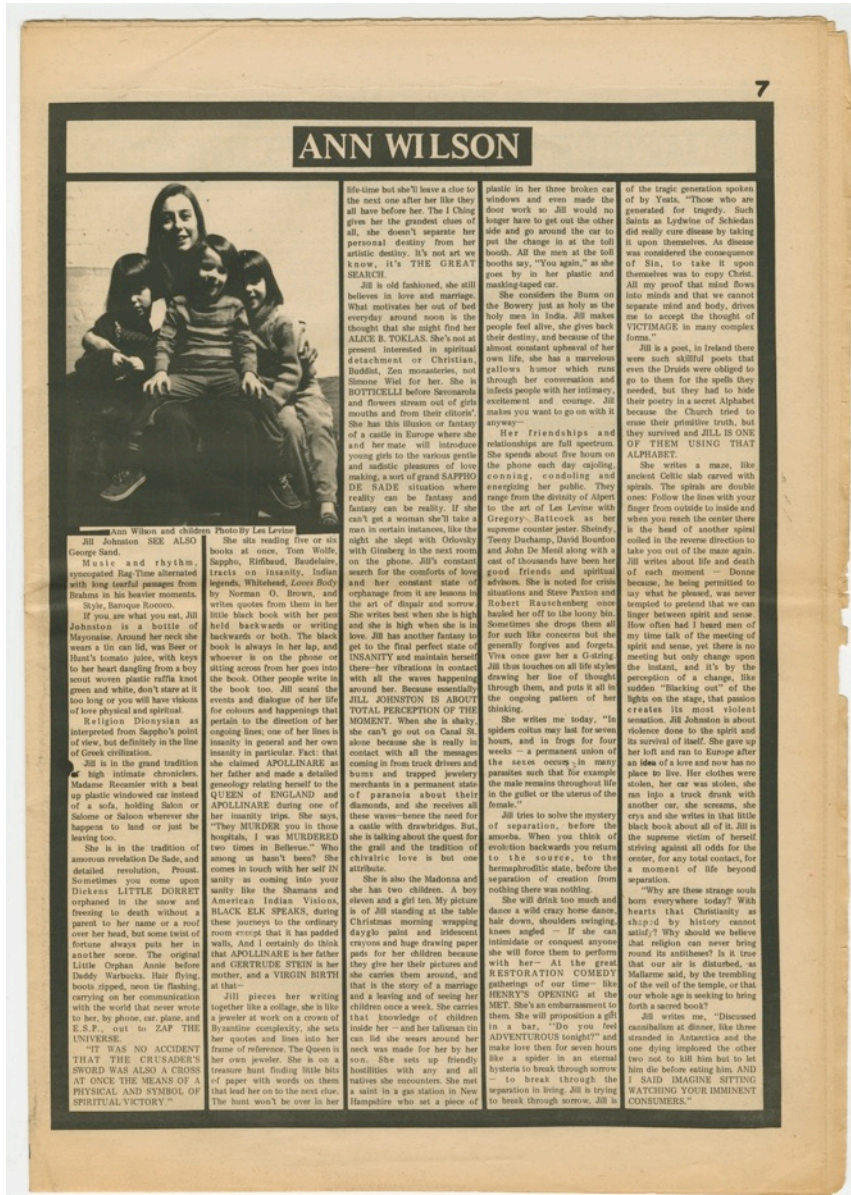 7
ANN WILSON
Ann Wilson and children Photo By Les Levine
Jill Johnston SEE ALSO
George Sand.
Music and rhythm,
syncopated Rag-Time alternated
with long tearful passages from
Brahms in his heavier moments.
Style, Baroque Rococo.
If you are what you eat, Jill
Johnston is a bottle of
Mayonaise. Around her neck she
wears a tin can lid, was Beer or
Hunt's tomato juice, with keys
to her heart dangling from a boy
scout woven plastic raffia knot
green and white, don't stare at it
too long or you will have visions
of love physical and spiritual.
Religion Dionysian as
interpreted from Sappho's point
of view, but definitely in the line
of Greek civilization.
Jill is in the grand tradition
of high intimate chroniclers.
Madame Recamier with a beat
up plastic windowed car instead
of a sofa, holding Salon or
Salome or Saloon wherever she
happens to land or just be
leaving too.
She is in the tradition of
amorous revelation De Sade, and
detailed revolution, Proust.
Sometimes you come upon
Dickens LITTLE DORRET
orphaned in the snow and
freezing to death without a
parent to her name or a roof
over her head, but some twist of
fortune always puts her in
another scene. The original
Little Orphan Annie before
Daddy Warbucks. Hair flying,
boots zipped, neon tie flashing,
carrying on her communication
with the world that never wrote
to her, by phone, car, plane, and
E.S.P., out to ZAP THE
UNIVERSE.
"IT WAS NO ACCIDENT
THAT THE CRUSADER'S
SWORD WAS ALSO A CROSS
AT ONCE THE MEANS OF A
PHYSICAL AND SYMBOL OF
SPIRITUAL VICTORY."
She sits reading five or six
books at once, Tom Wolfe,
Sappho, Baudelaire,
tracts on insanity, Indian
legends, Whitehead, Loves Body
by Norman O. Brown, and
writes quotes from them in her
little black book with her pen
held backwards or writing
backwards or both. The black
book is always in her lap, and
whoever is on the phone or
sitting across from goes into
the book. Other people write in
the book too. Jill scans the
events and dialogue of her life
for colours and happenings that
pertain to the direction of her
ongoing lines; one of her lines is
insanity in general and her own
insanity in particular. Fact: that
she claimed APOLLINARE as
her father and made a detailed
geneology relating herself to the
QUEEN OF ENGLAND and
APOLLINARE during one of
her insanity trips. She says,
"They MURDER you in those
hospitals, I was MURDERED
two times in Bellevue." Who
among us hasn't been? She
comes in touch with her self IN
sanity as coming into your
sanity like the Shamans and
American Indian Visions,
BLACK ELK SPEAKS, during
these journeys to the ordinary
room except that it has padded
walls, And i certainly do think
that APOLLINARE is her father
and GERTRUDE STEIN is her
mother, and a VIRGIN BIRTH
at that—
Jill pieces her writing
together like a collage, she is like
a jeweler at work on a crown of
Byzantine complexity, she sets
her quotes and lines into her
frame of reference. The Queen is
her own jeweler. She is on a
treasure hunt finding little bits
of paper with words on them
that lead her on to the next clue.
The hunt won't be over in her
life-time but she'll leave a clue to
the next one after her like they
all have before her. The I Ching
gives her the grandest clues of
all, she doesn't separate her
personal destiny from her
artistic destiny. It's not art we
know, it's THE GREAT
SEARCH.
Jill is old fashioned, she still
believes in love and marriage.
What motivates her out of bed
everyday around noon is the
thought that she might find her
ALICE B. TOKLAS. She's not at
present interested in spiritual
detachment or Christian,
Buddist, Zen monasteries, not
Simone Wiel for her. She is
BOTTICELLI before Savonarola
and flowers stream out of girls
mouths and from their clitoris'.
She has this illusion or fantasy
of a castle in Europe where she
and her mate will introduce
young girls to the various gentle
and sadistic pleasures of love
making, a sort of grand SAPPHO
DE SADE situation where
reality can be fantasy and
fantasy can be reality. If she
can't get a woman she'll take a
man in certain instances, like the
night she slept with Orlovsky
with Ginsberg in the next room
on the phone. Jill's constant
search for the comforts of love
and her constant state of
orphanage from it are lessons in
the art of dispair and sorrow.
She writes best when she is high
and she is high when she is in
love. Jill has another fantasy to
get to the final perfect state of
INSANITY and maintain herself
there—her vibrations in contact
with all the waves happening
around her. Because essentially
JILL JOHNSTON IS ABOUT
TOTAL PERCEPTION OF THE
MOMENT. When she is shaky,
she can't go out on Canal St.
alone because she is really in
contact with all the messages
coming in from truck drivers and
bums and trapped jewelery
merchants in a permanent state
of paranoia about their
diamonds, and she receives all
these waves—hence the need for
a castle with drawbridges. But,
she is talking about the quest for
the grail and the tradition of
chivalric love is but one
attribute.
She is also the Madonna and
she has two children. A boy
eleven and a girl ten. My picture
is of Jill standing at the table
Christmas morning wrapping
dayglo paint and iridescent
crayons and huge drawing paper
pads for her children because
they give her their pictures and
she carries them around, and
that is the story of a marriage
and a leaving and of seeing her
children once a week. She carries
that knowledge of children
inside her — and her talisman tin
can lid she wears around her
neck was made for her by her
son. She sets up friendly
hostilities with any and all
natives she encounters. She met
a saint in a gas station in New
Hampshire who set a piece of
plastic in her three broken car
windows and even made the
door work so Jill would no
longer have to get out the other
side and go around the car to
put the change in at the toll
booth. All the men at the toll
booths say, "You again," as she
goes by in her plastic and
masking-taped car.
She considers the Bums on
the Bowery just as holy as the
holy men in India. Jill makes
people feel alive, she gives back
their destiny, and because of the
almost constant upheaval of her
own life, she has a marvelous
gallows humor which runs
through her conversation and
infects people with her intimacy,
excitement and courage. Jill
makes you want to go on with it
anyway—
Her friendships and
relationships are full spectrum.
She spends about five hours on
the phone each day cajoling,
conning, condoling and
energizing her public. They
range from the divinity of Alpert
to the art of Les Levine with
Gregory Battcock as her
supreme counter jester. Sheindy,
Teeny Duchamp, David Bourdon
and John De Menil along with a
cast of thousands have been her
good friends and spiritual
advisors. She is noted for crisis
situations and Steve Paxton and
Robert Rauschenberg once
hauled her off to the loony bin.
Sometimes she drops them all
for such like concerns but she
generally forgives and forgets.
Viva once gave her a G-string.
Jill thus touches on all life styles
drawing her line of thought
through them, and puts it all in
the ongoing pattern of her
thinking.
She writes me today, "In
spiders coitus may last for seven
hours, and in frogs for four
weeks — a permanent union of
the sexes occurs in many
parasites such that for example
the male remains throughout life
in the gullet or the uterus of the
female."
Jill tries to solve the mystery
of separation, before the
amoeba. When you think of
evolution backwards you return
to the source, to the
hermaphroditic state, before the
separation of creation from
nothing there was nothing.
She will drink too much and
dance a wild crazy horse dance,
hair down, shoulders swinging,
knees angled — If she can
intimidate or conquest anyone
she will force them to perform
with her— At the great
RESTORATION COMEDY
gatherings of our time— like
HENRY'S OPENING at the
MET. She's an embarrassment to
them. She will proposition a gift
in a bar, "Do you feel
ADVENTUROUS tonight?" and
make love then for seven hours
like a spider in an eternal
hysteria to break through sorrow
— to break through the
separation in living. Jill is trying
to break through sorrow. Jill is
of the tragic generation spoken
of by Yeats, "Those who are
generated for tragedy. Such
Saints as Lydwine of Schiedan
did really cure disease by taking
it upon themselves. As disease
was considered the consequence
of Sin, to take it upon
themselves was to copy Christ.
All my proof that mind flows
into minds and that we cannot
separate mind and body, drives
me to accept the thought of
VICTIMAGE in many complex
forms."
Jill is a poet, in Ireland there
were such skillful poets that
even the Druids were obliged to
go to them for the spells they
needed, but they had to hide
their poetry in a secret Alphabet
because the Church tried to
erase their primitive truth, but
they survived and JILL IS ONE
OF THEM USING THAT
ALPHABET.
She writes a maze, like
ancient Celtic slab carved with
spirals. The spirals are double
ones: Follow the lines with your
finger from outside to inside and
when you reach the center there
is the head of another spiral
coiled in the reverse direction to
take you out of the maze again.
Jill writes about life and death
of each moment — Donne
because, he being permitted to
say what he pleased, was never
tempted to pretend that we can
linger between spirit and sense.
How often had I heard men of
my time talk of the meeting of
spirit and sense, yet there is no
meeting but only change upon
the instant, and it's by the
perception of a change, like
sudden "Blacking out" of the
lights on the stage, that passion
creates its most violent
sensation. Jill Johnston is about
violence done to the spirit and
its survival of itself. She gave up
her loft and ran to Europe after
an idea of a love and now has no
place to live. Her clothes were
stolen, her car was stolen, she
ran into a truck drunk with
another car, she screams, she
crys and she writes in that little
black book about all of it. Jill is
the supreme victim of herself
striving against all odds for the
center, for any total contact, for
a moment of life beyond
separation.
"Why are these strange souls
born everywhere today? With
hearts that Christianity as
shaped by history cannot
satisfy? Why should we believe
that religion can never bring
round its antitheses? Is it true
that our air is disturbed, as
Mallarme said, by the trembling
of the veil of the temple, or that
our whole age is seeking to bring
forth a sacred book?
Jill writes me, "Discussed
cannibalism at dinner, like three
stranded in Antaretica and the
one dying implored the other
two not to kill him but to let
him die before eating him. AND
I SAID IMAGINE SITTING
WATCHING YOUR IMMINENT
CONSUMERS."